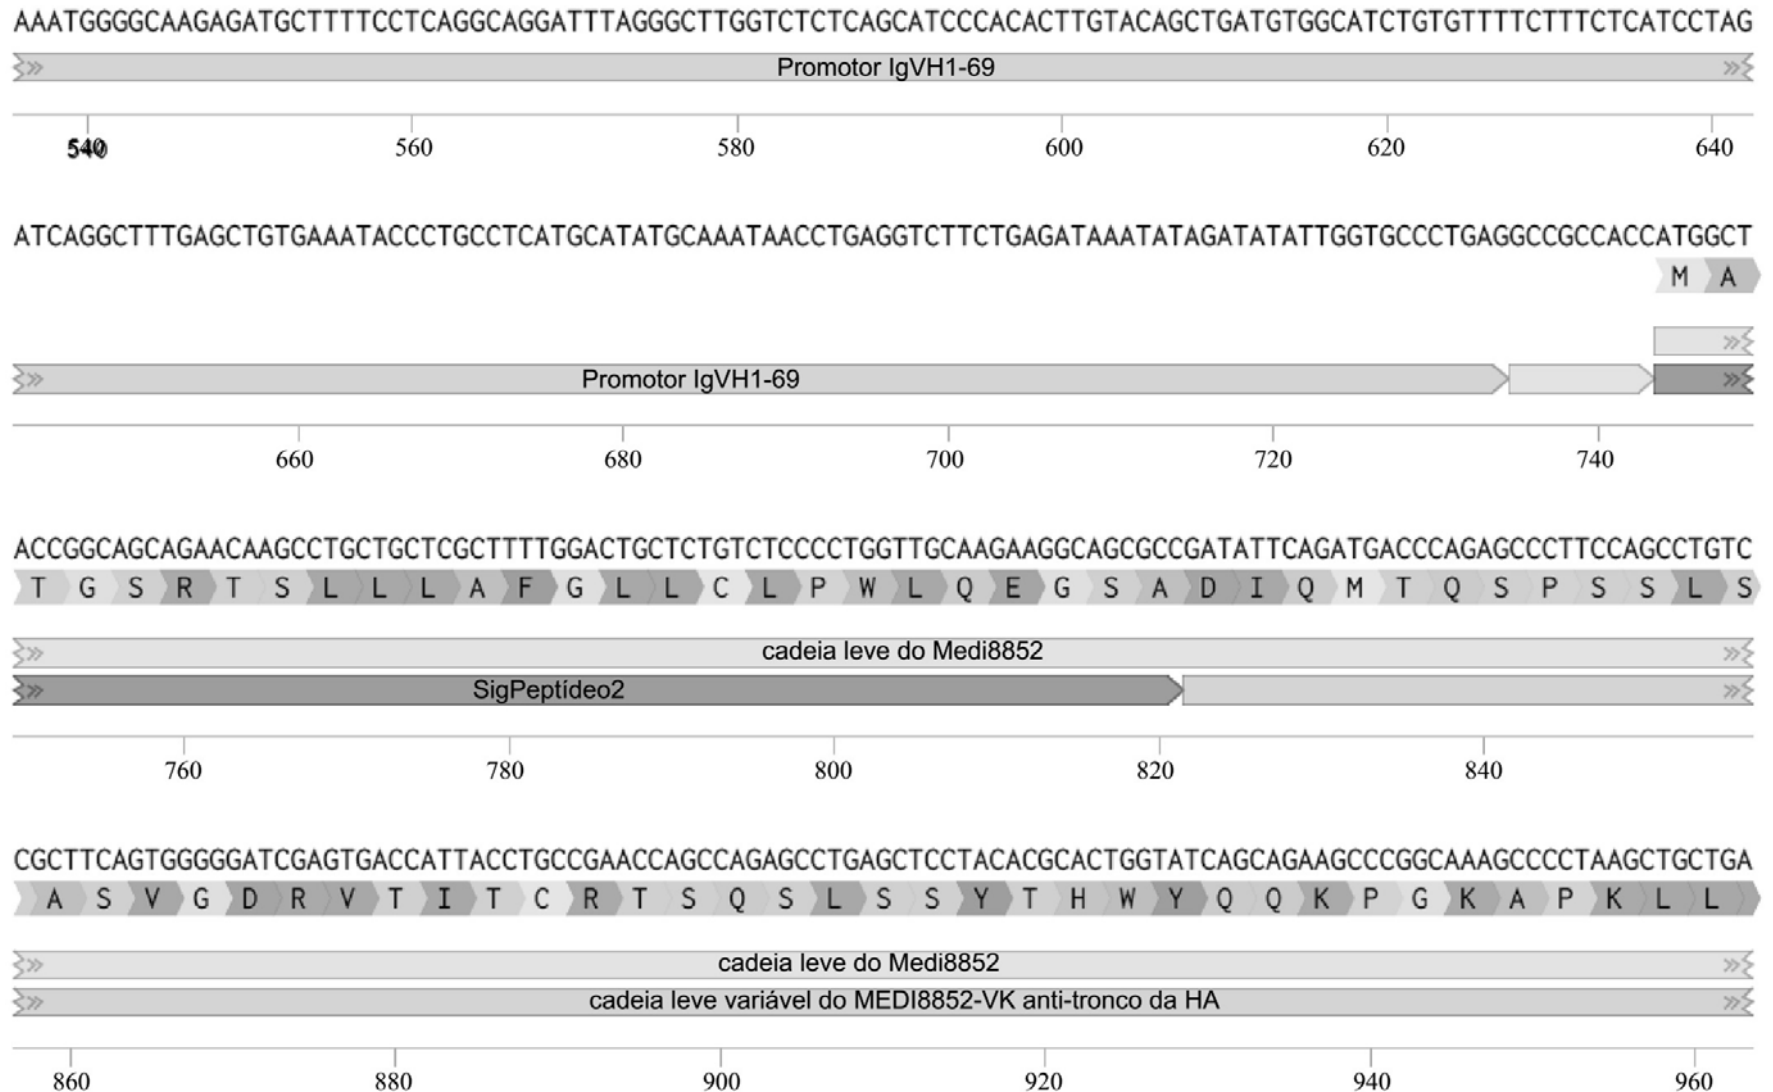 AAATGGGGCAAGAGATGCTTTTCCTCAGGCAGGATTTAGGGCTTGGTCTCTCAGCATCCCACACTTGTACAGCTGATGTGGCATCTGTGTTTTCTTTCTCATCCTAG
Promotor IgVH1-69
540 560 580 600 620 640
ATCAGGCTTTGAGCTGTGAAATACCCTGCCTCATGCATATGCAAATAACCTGAGGTCTTCTGAGATAAATATAGATATATTGGTGCCCTGAGGCCGCCACCATGGCT
M A
Promotor IgVH1-69
660 680 700 720 740
ACCGGCAGCAGAACAAGCCTGCTGCTCGCTTTTGGACTGCTCTGTCTCCCCTGGTTGCAAGAAGGCAGCGCCGATATTCAGATGACCCAGAGCCCTTCCAGCCTGTC
T G S R T S L L L A F G L L C L P W L Q E G S A D I Q M T Q S P S S L S
cadeia leve do Medi8852
SigPeptídeo2
760 780 800 820 840
CGCTTCAGTGGGGGATCGAGTGACCATTACCTGCCGAACCAGCCAGAGCCTGAGCTCCTACACGCACTGGTATCAGCAGAAGCCCGGCAAAGCCCCTAAGCTGCTGA
A S V G D R V T I T C R T S Q S L S S Y T H W Y Q Q K P G K A P K L L
cadeia leve do Medi8852
cadeia leve variável do MEDI8852-VK anti-tronco da HA
860 880 900 920 940 960